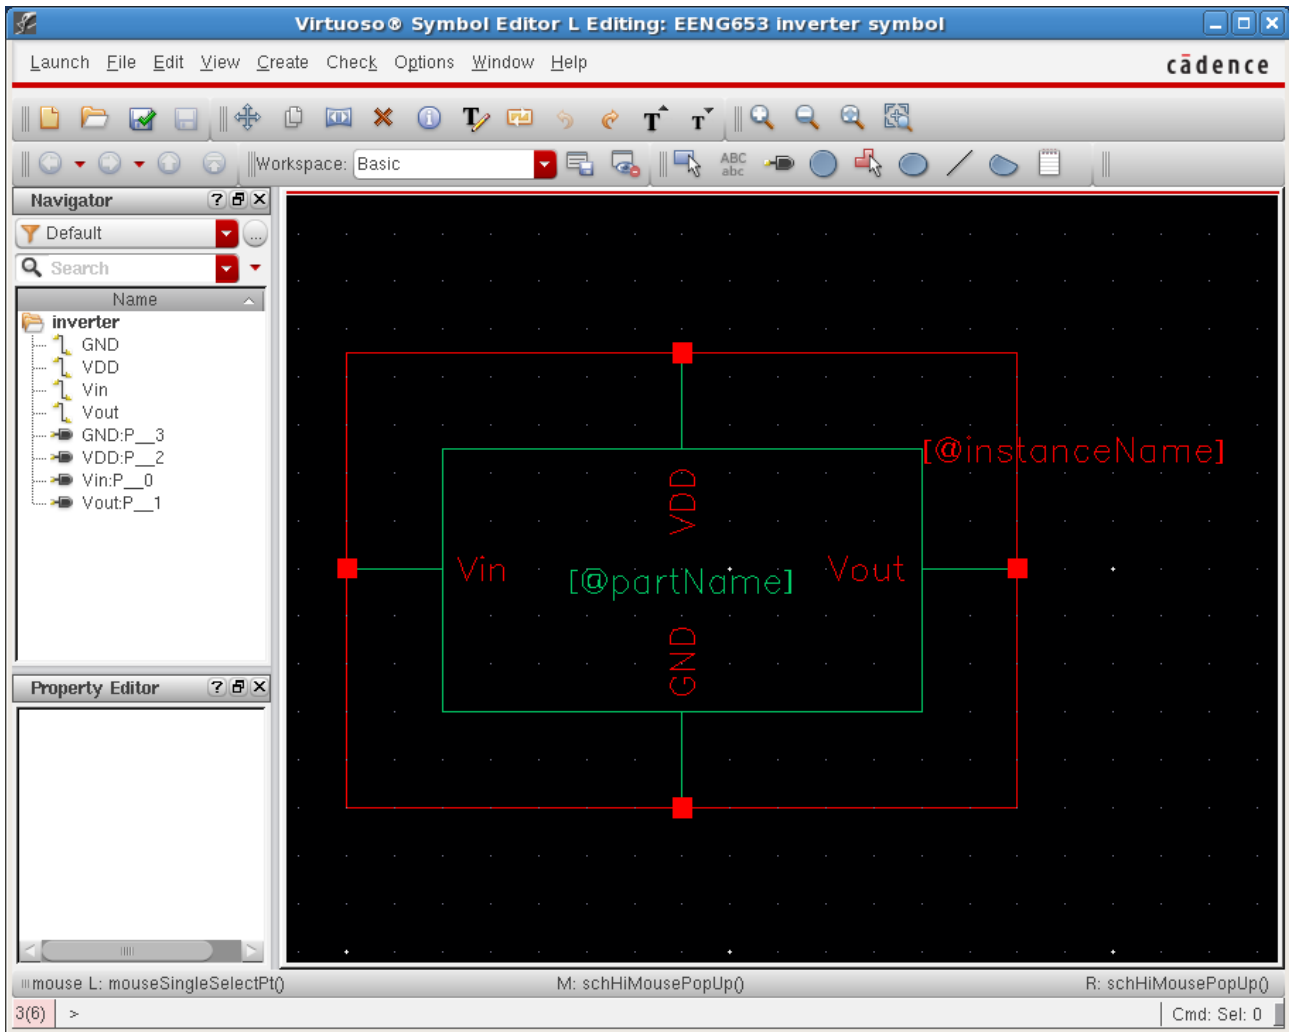 Virtuoso® Symbol Editor L Editing: EENG653 inverter symbol
Launch File Edit View Create Check Options Window Help
cādence
Workspace: Basic
ABC
abc
Navigator
Default
Search
Name
inverter
GND
VDD
Vin
Vout
GND:P__3
VDD:P__2
Vin:P__0
Vout:P__1
Property Editor
[@instanceName]
VDD
Vin
[@partName]
Vout
GND
mouse L: mouseSingleSelectPt()
M: schHiMousePopUp()
R: schHiMousePopUp()
3(6) >
Cmd: Sel: 0